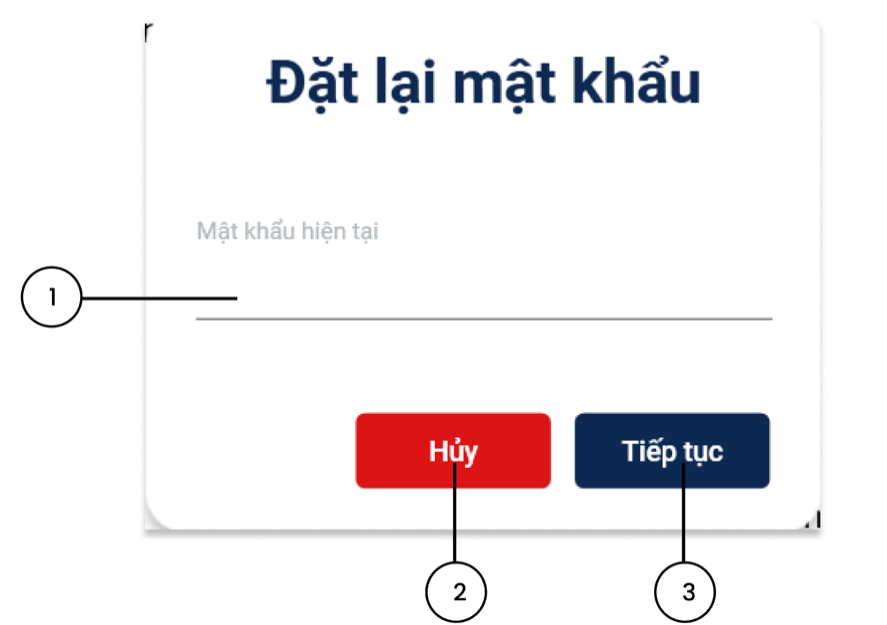 Đặt lại mật khẩu
Mật khẩu hiện tại
1
Hủy
Tiếp tục
2
3